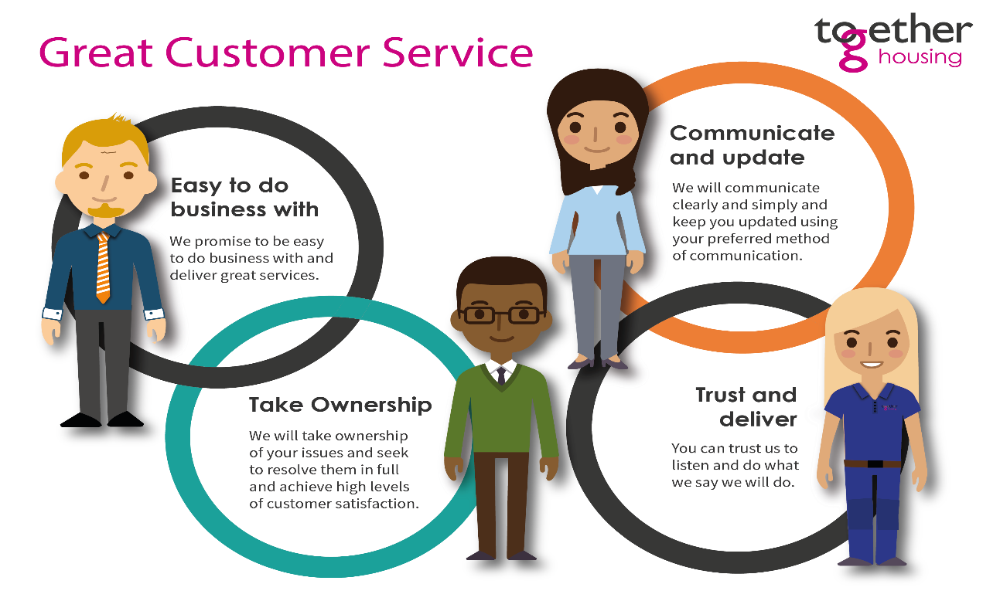 Great Customer Service
together
housing
Easy to do
business with
We promise to be easy
to do business with and
deliver great services.
Take Ownership
We will take ownership
of your issues and seek
to resolve them in full
and achieve high levels
of customer satisfaction.
Communicate
and update
We will communicate
clearly and simply and
keep you updated using
your preferred method
of communication.
Trust and
deliver
You can trust us to
listen and do what
we say we will do.